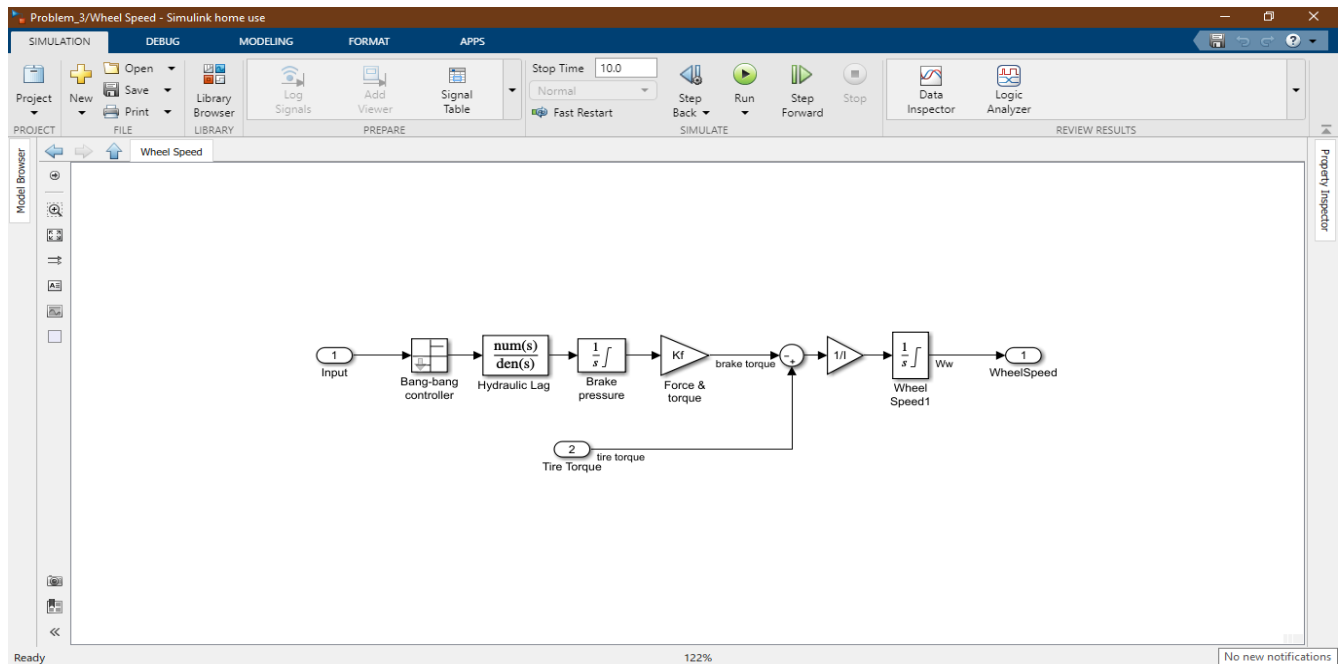 Problem_3/Wheel Speed - Simulink home use
SIMULATION DEBUG MODELING FORMAT APPS
Project
New
Open
Save
Print
Library
Browser
Log
Signals
Add
Viewer
Signal
Table
Stop Time 10.0
Normal
Fast Restart
Step
Back
Run
Step
Forward
Stop
Data
Inspector
Logic
Analyzer
PROJECT FILE LIBRARY PREPARE SIMULATE REVIEW RESULTS
Model Browser
Wheel Speed
Property Inspector
1
Input
Bang-bang
controller
num(s)
den(s)
Hydraulic Lag
1
s
Brake
pressure
Kf
Force &
torque
brake torque
1/I
1
s
Wheel
Speed1
Ww
1
WheelSpeed
2
Tire Torque
tire torque
Ready
122%
No new notifications